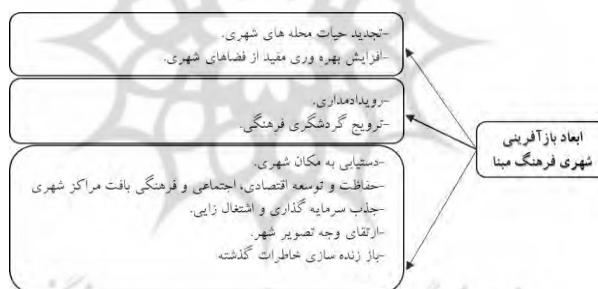 -تجدید حیات محله های شهری.
-افزایش بهره وری مفید از فضاهای شهری.
-رویدادمداری.
-ترویج گردشگری فرهنگی.
ابعاد بازآفرینی
شهری فرهنگ مبنا
-دستیابی به مکان شهری.
-حفاظت و توسعه اقتصادی، اجتماعی و فرهنگی بافت مراکز شهری
-جذب سرمایه گذاری و اشتغال زایی.
-ارتقای وجه تصویر شهر.
-باز زنده سازی خاطرات گذشته